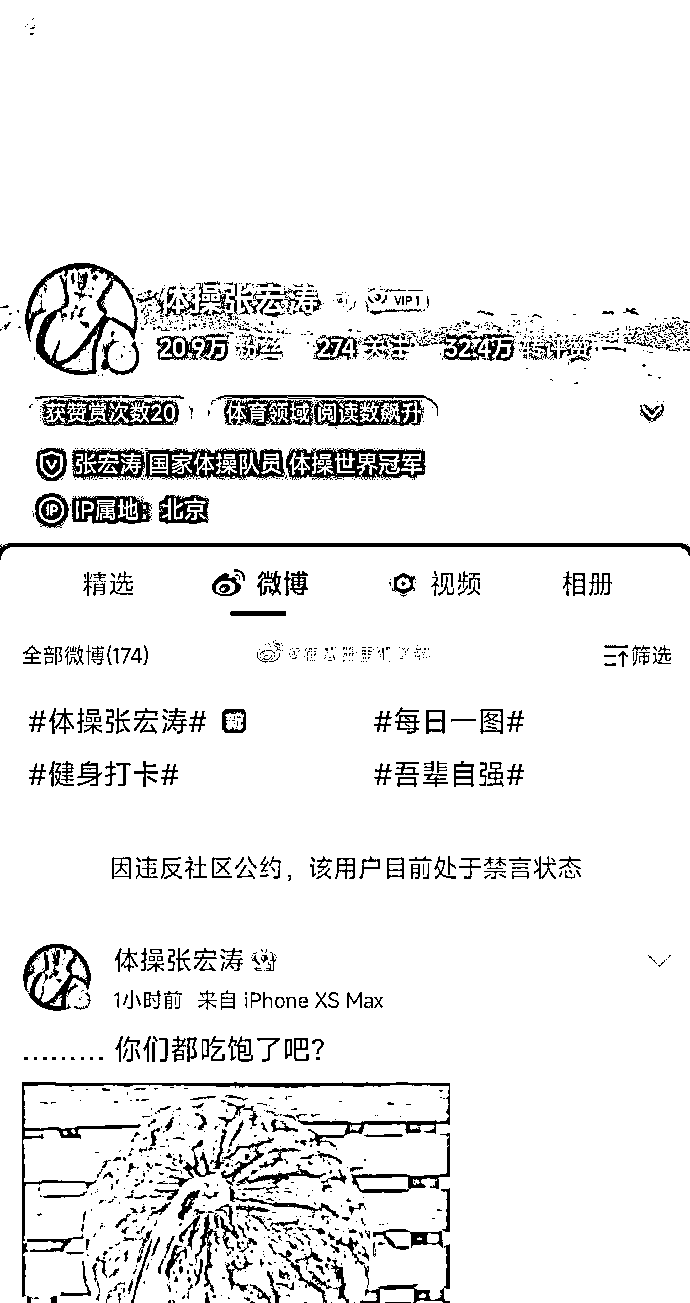 体操张宏涛 VIP1
20.9万 粉丝 274 关注 32.4万 转评赞
获赞赏次数20 体育领域 阅读数飙升
张宏涛 国家体操队员 体操世界冠军
IP IP属地：北京
精选 微博 视频 相册
全部微博(174) 筛选
#体操张宏涛# 新 #每日一图#
#健身打卡# #吾辈自强#
因违反社区公约，该用户目前处于禁言状态
体操张宏涛
1小时前 来自 iPhone XS Max
……… 你们都吃饱了吧？